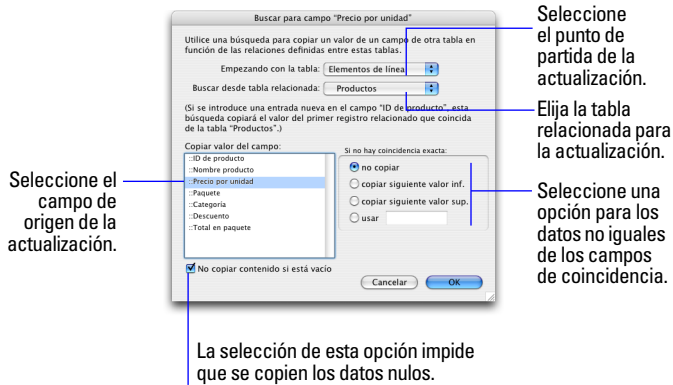 Buscar para campo "Precio por unidad"
Utilice una búsqueda para copiar un valor de un campo de otra tabla en
función de las relaciones definidas entre estas tablas.
Empezando con la tabla: Elementos de línea
Buscar desde tabla relacionada: Productos
(Si se introduce una entrada nueva en el campo "ID de producto", esta
búsqueda copiará el valor del primer registro relacionado que coincida
de la tabla "Productos".)
Copiar valor del campo:
::ID de producto
::Nombre producto
::Precio por unidad
::Paquete
::Categoría
::Descuento
::Total en paquete
Si no hay coincidencia exacta:
no copiar
copiar siguiente valor inf.
copiar siguiente valor sup.
usar
No copiar contenido si está vacío
Cancelar
OK
Seleccione
el punto de
partida de la
actualización.
Elija la tabla
relacionada para
la actualización.
Seleccione una
opción para los
datos no iguales
de los campos
de coincidencia.
Seleccione el
campo de
origen de la
actualización.
La selección de esta opción impide
que se copien los datos nulos.